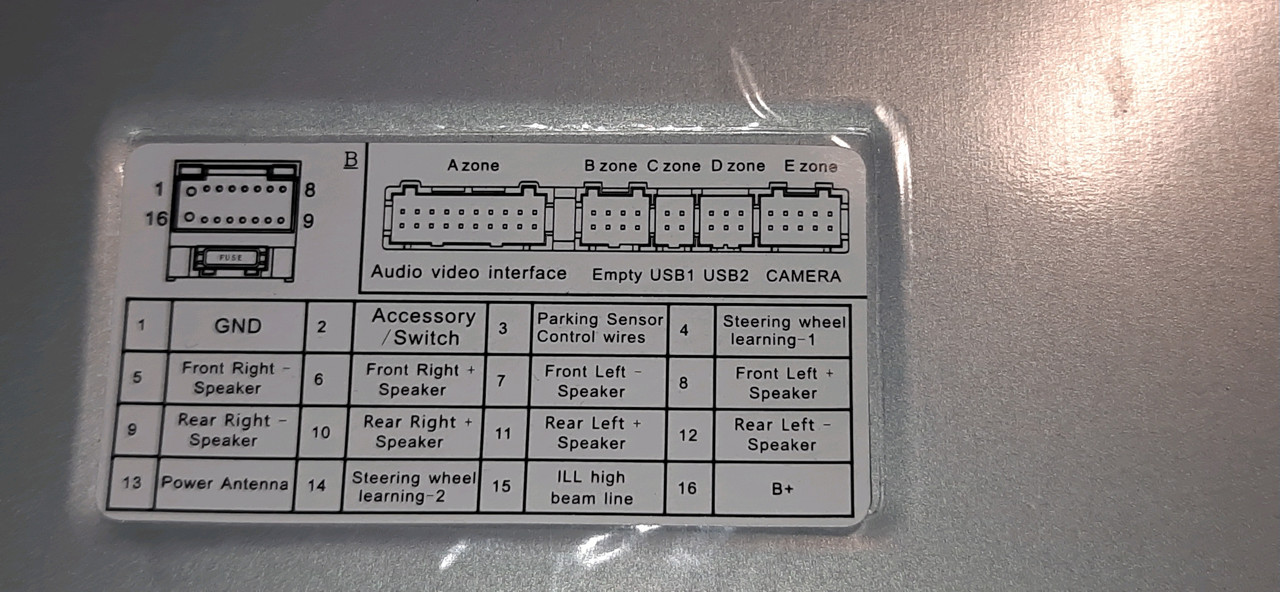 B
1
8
16
9
FUSE
A zone B zone C zone D zone E zone
Audio video interface Empty USB1 USB2 CAMERA
1 GND 2 Accessory /Switch 3 Parking Sensor Control wires 4 Steering wheel learning-1
5 Front Right - Speaker 6 Front Right + Speaker 7 Front Left - Speaker 8 Front Left + Speaker
9 Rear Right - Speaker 10 Rear Right + Speaker 11 Rear Left + Speaker 12 Rear Left - Speaker
13 Power Antenna 14 Steering wheel learning-2 15 ILL high beam line 16 B+